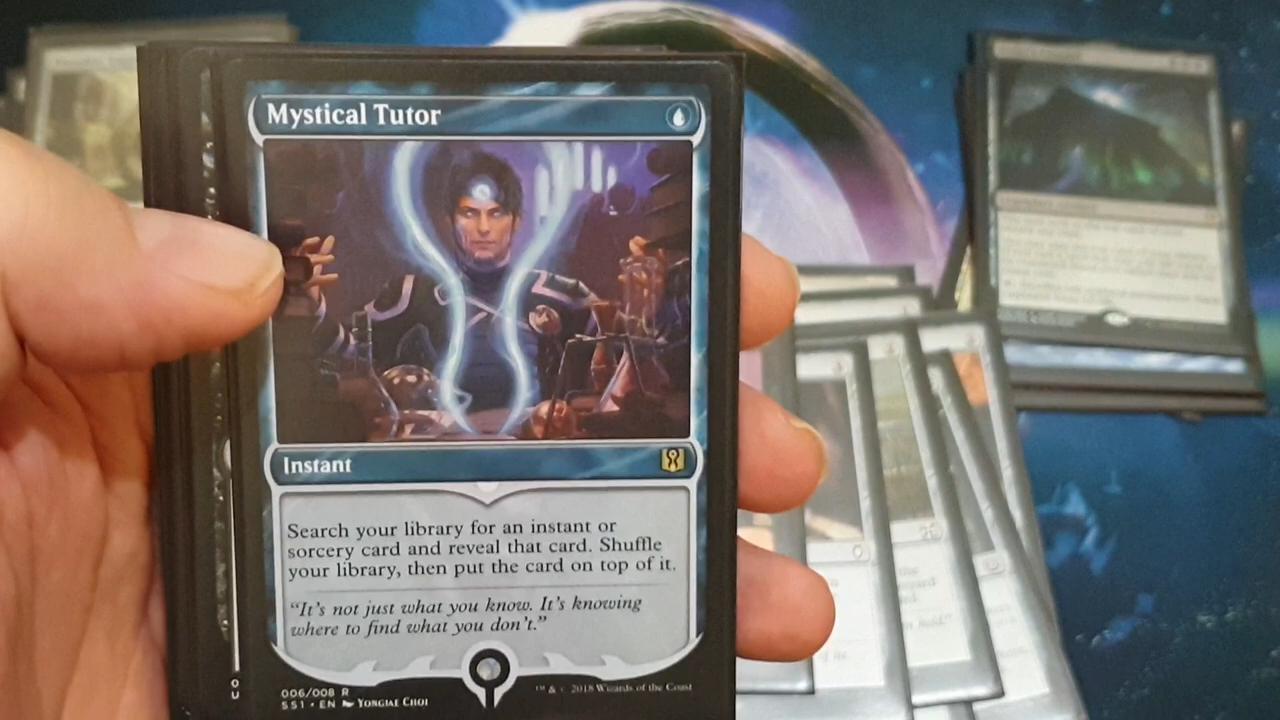 Mystical Tutor
Instant
Search your library for an instant or
sorcery card and reveal that card. Shuffle
your library, then put the card on top of it.
"It's not just what you know. It's knowing
where to find what you don't."
006/008 R
SS1 • EN YONGJAE CHOI
™ & © 2018 Wizards of the Coast